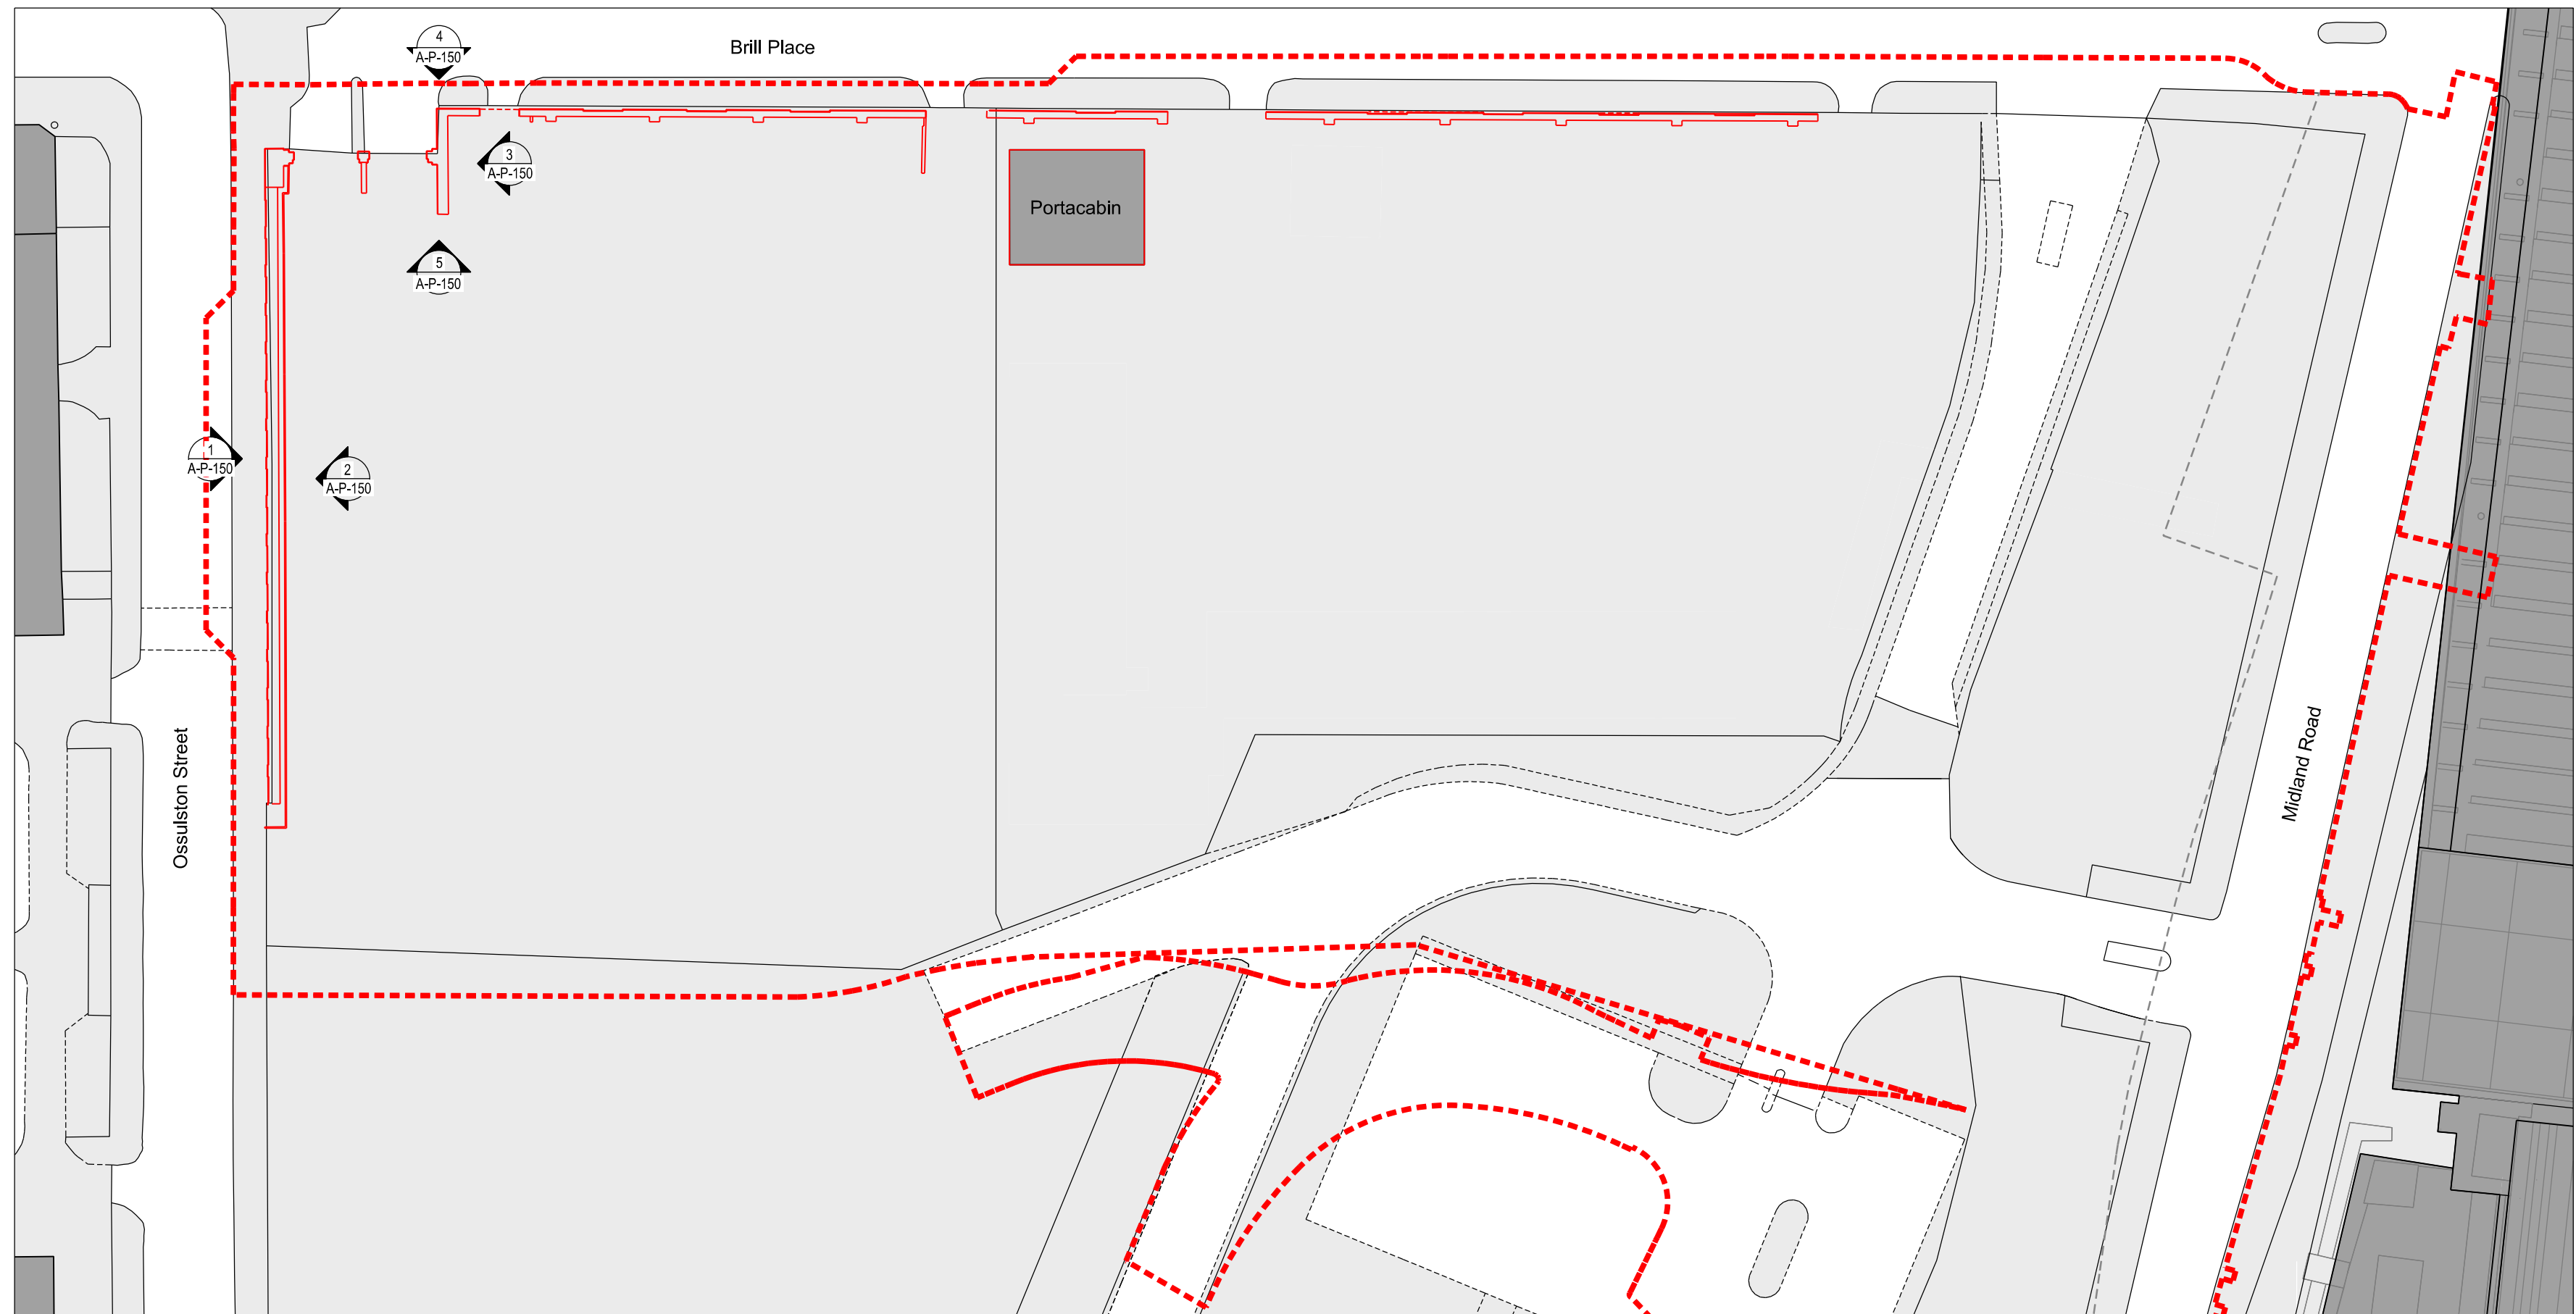 4
A-P-150
Brill Place
3
A-P-150
Portacabin
5
A-P-150
1
A-P-150
2
A-P-150
Ossulston Street
Midland Road